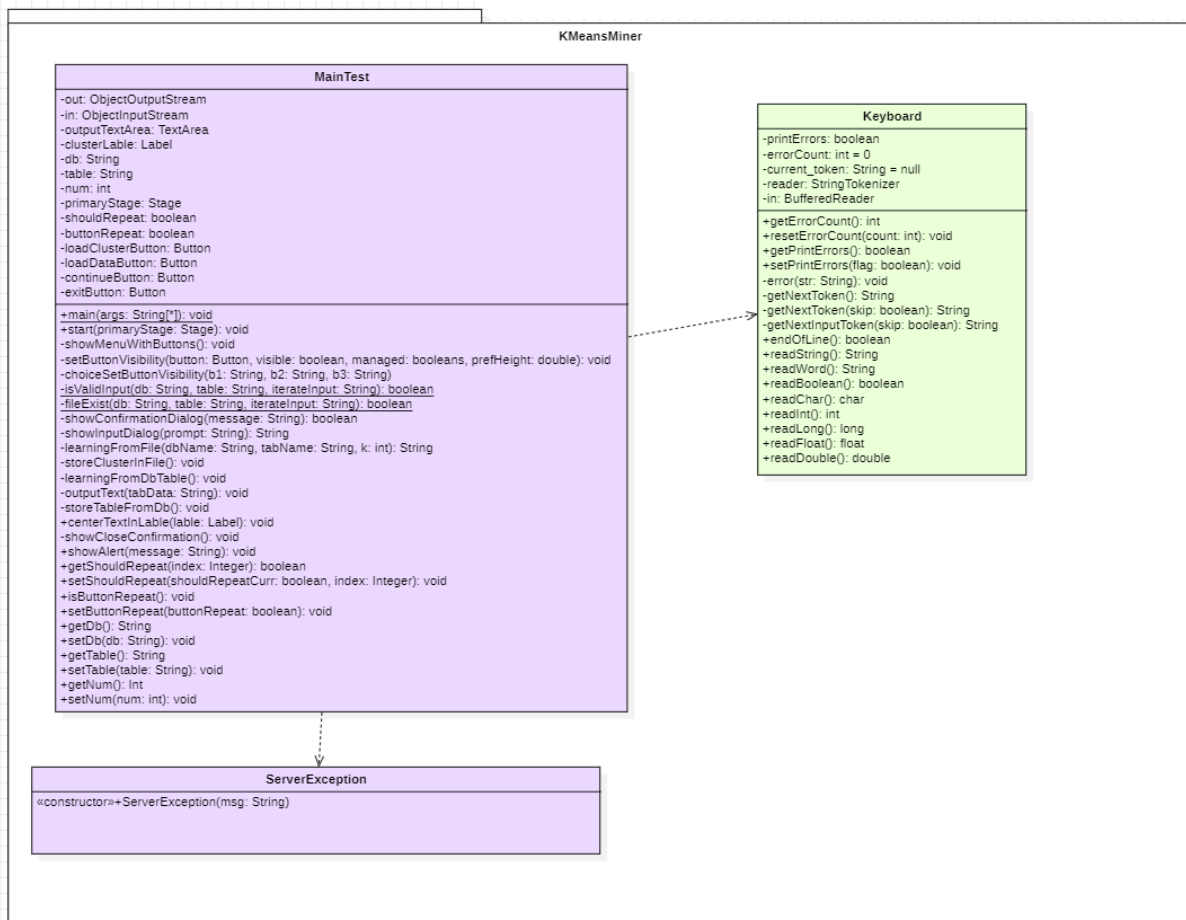 KMeansMiner
MainTest
-out: ObjectOutputStream
-in: ObjectInputStream
-outputTextArea: TextArea
-clusterLable: Label
-db: String
-table: String
-num: int
-primaryStage: Stage
-shouldRepeat: boolean
-buttonRepeat: boolean
-loadClusterButton: Button
-loadDataButton: Button
-continueButton: Button
-exitButton: Button
+main(args: String[*]): void
+start(primaryStage: Stage): void
-showMenuWithButtons(): void
-setButtonVisibility(button: Button, visible: boolean, managed: booleans, prefHeight: double): void
-choiceSetButtonVisibility(b1: String, b2: String, b3: String)
-isValidInput(db: String, table: String, iterateInput: String): boolean
-fileExist(db: String, table: String, iterateInput: String): boolean
-showConfirmationDialog(message: String): boolean
-showInputDialog(prompt: String): String
-learningFromFile(dbName: String, tabName: String, k: int): String
-storeClusterInFile(): void
-learningFromDbTable(): void
-outputText(tabData: String): void
-storeTableFromDb(): void
+centerTextInLable(lable: Label): void
-showCloseConfirmation(): void
+showAlert(message: String): void
+getShouldRepeat(index: Integer): boolean
+setShouldRepeat(shouldRepeatCurr: boolean, index: Integer): void
+isButtonRepeat(): void
+setButtonRepeat(buttonRepeat: boolean): void
+getDb(): String
+setDb(db: String): void
+getTable(): String
+setTable(table: String): void
+getNum(): Int
+setNum(num: int): void
Keyboard
-printErrors: boolean
-errorCount: int = 0
-current_token: String = null
-reader: StringTokenizer
-in: BufferedReader
+getErrorCount(): int
+resetErrorCount(count: int): void
+getPrintErrors(): boolean
+setPrintErrors(flag: boolean): void
-error(str: String): void
-getNextToken(): String
-getNextToken(skip: boolean): String
-getNextInputToken(skip: boolean): String
+endOfLine(): boolean
+readString(): String
+readWord(): String
+readBoolean(): boolean
+readChar(): char
+readInt(): int
+readLong(): long
+readFloat(): float
+readDouble(): double
ServerException
«constructor»+ServerException(msg: String)